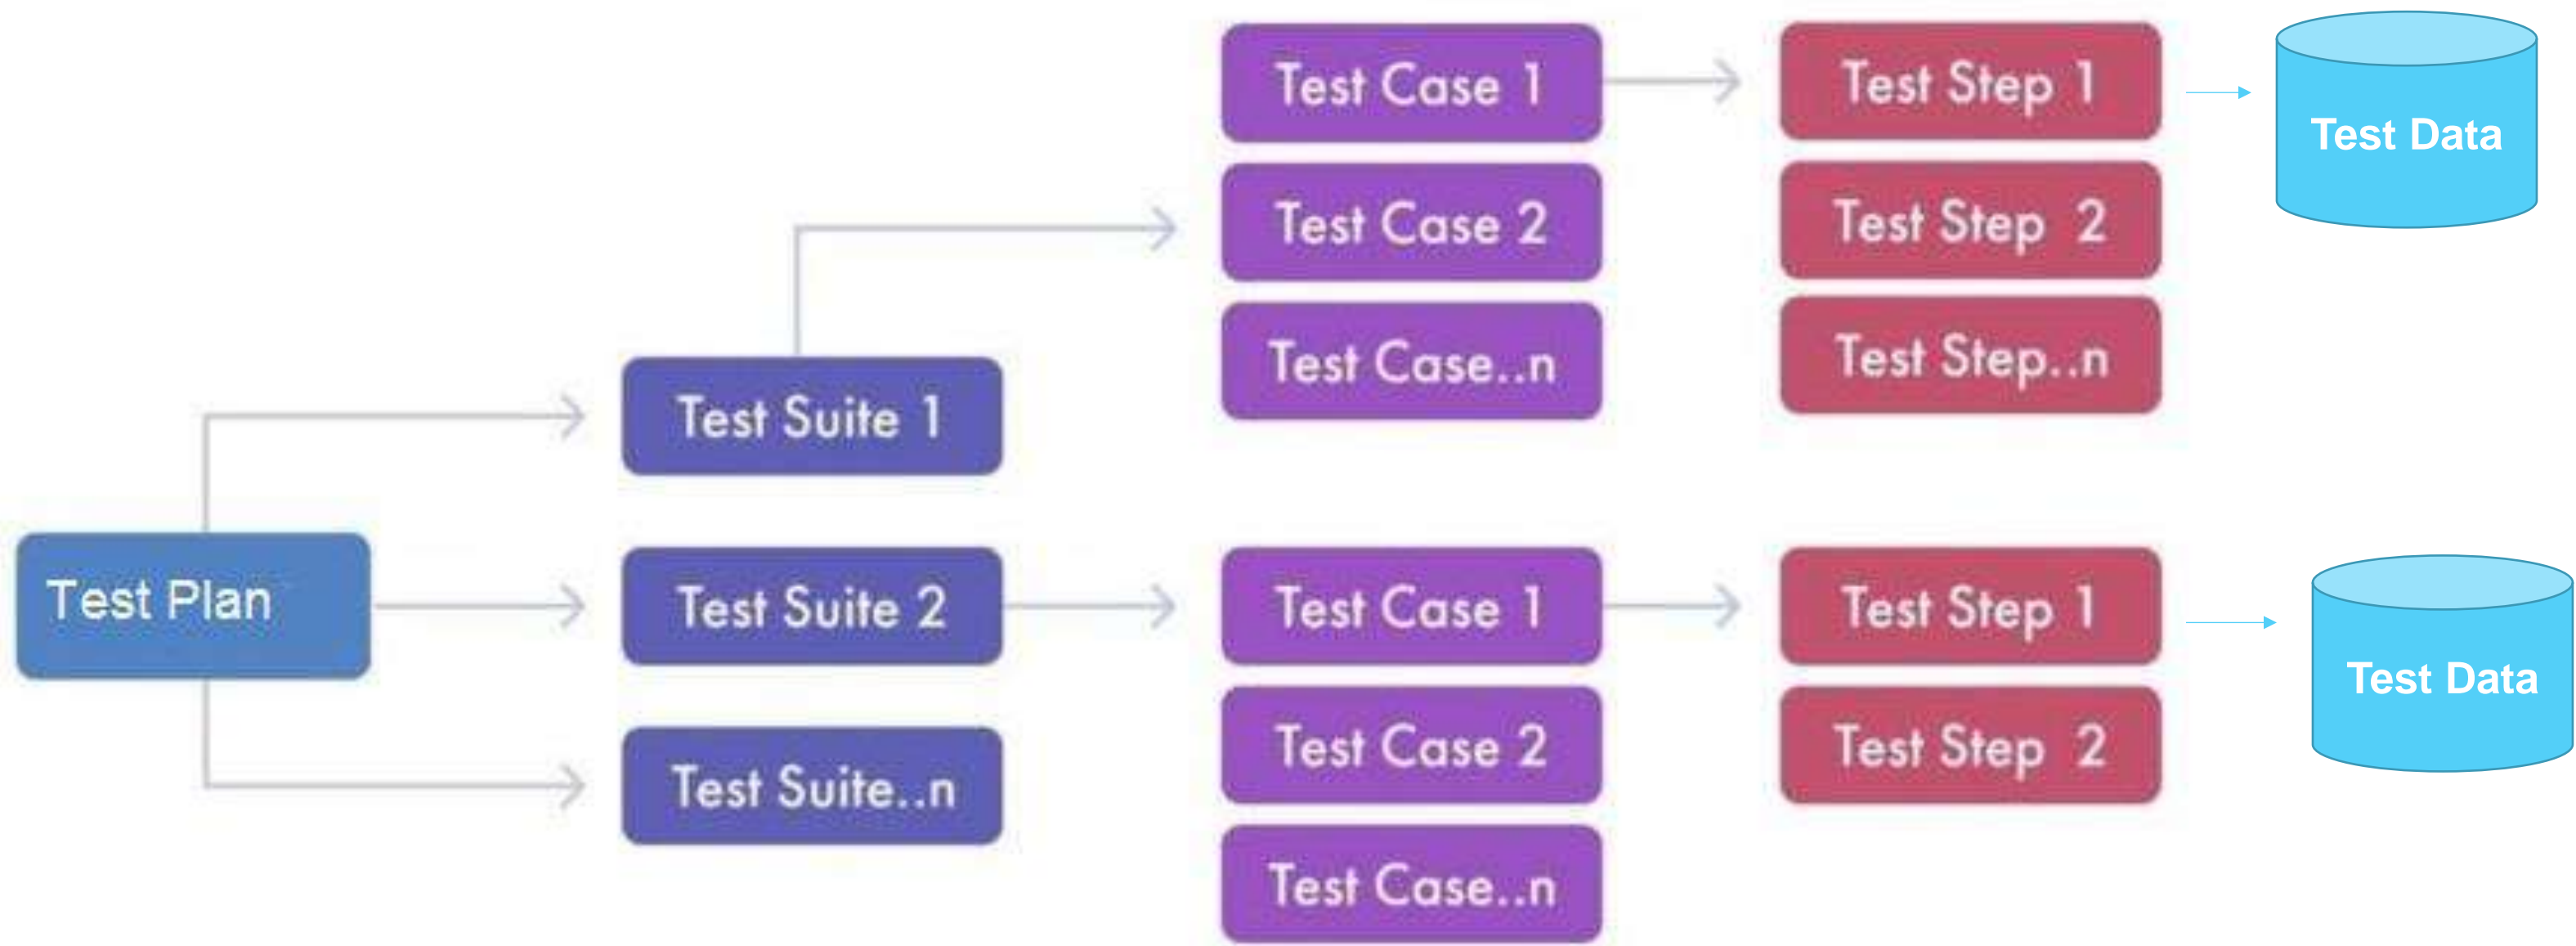 Test Case 1
Test Step 1
Test Data
Test Case 2
Test Step  2
Test Case..n
Test Step..n
Test Suite 1
Test Plan
Test Suite 2
Test Case 1
Test Step 1
Test Data
Test Suite..n
Test Case 2
Test Step  2
Test Case..n